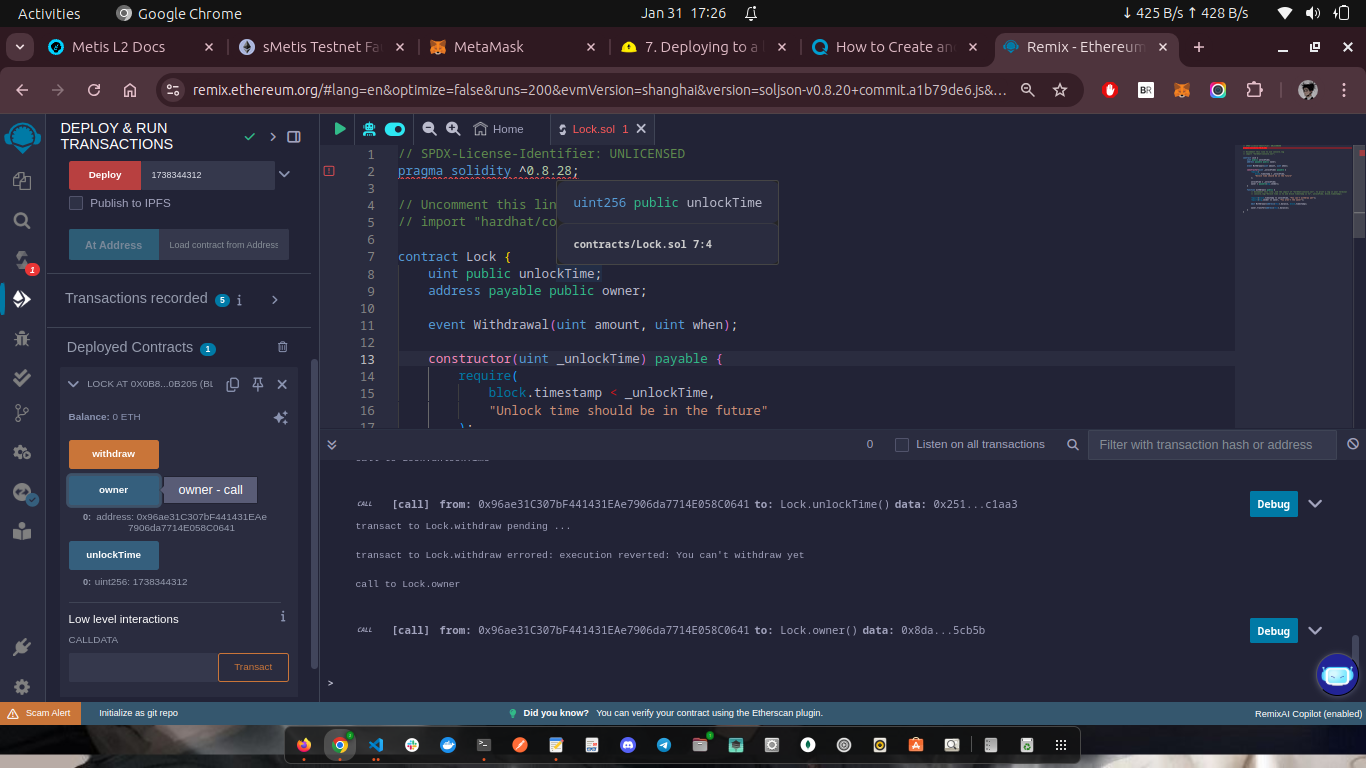 Activities
Google Chrome
Jan 31 17:26
↓ 425 B/s ↑ 428 B/s
Metis L2 Docs
sMetis Testnet Fa
MetaMask
7. Deploying to a
How to Create an
Remix - Ethereum
remix.ethereum.org/#lang=en&optimize=false&runs=200&evmVersion=shanghai&version=soljson-v0.8.20+commit.a1b79de6.js&...
BR
DEPLOY & RUN
TRANSACTIONS
Deploy
1738344312
Publish to IPFS
At Address
Load contract from Address
Transactions recorded 5 i
Deployed Contracts 1
LOCK AT 0X0B8...0B205 (BL
Balance: 0 ETH
withdraw
owner
owner - call
0: address: 0x96ae31C307bF441431EAe
7906da7714E058C0641
unlockTime
0: uint256: 1738344312
Low level interactions
CALLDATA
Transact
1
Home
Lock.sol 1
1 // SPDX-License-Identifier: UNLICENSED
2 pragma solidity ^0.8.28;
3
4 // Uncomment this lin
5 // import "hardhat/co
6
7 contract Lock {
8 uint public unlockTime;
9 address payable public owner;
10
11 event Withdrawal(uint amount, uint when);
12
13 constructor(uint _unlockTime) payable {
14 require(
15 block.timestamp < _unlockTime,
16 "Unlock time should be in the future"
17 );
uint256 public unlockTime
contracts/Lock.sol 7:4
0
Listen on all transactions
Filter with transaction hash or address
call to Lock.unlockTime
CALL [call] from: 0x96ae31C307bF441431EAe7906da7714E058C0641 to: Lock.unlockTime() data: 0x251...c1aa3
Debug
transact to Lock.withdraw pending ...
transact to Lock.withdraw errored: execution reverted: You can't withdraw yet
call to Lock.owner
CALL [call] from: 0x96ae31C307bF441431EAe7906da7714E058C0641 to: Lock.owner() data: 0x8da...5cb5b
Debug
>
Scam Alert
Initialize as git repo
Did you know? You can verify your contract using the Etherscan plugin.
RemixAI Copilot (enabled)